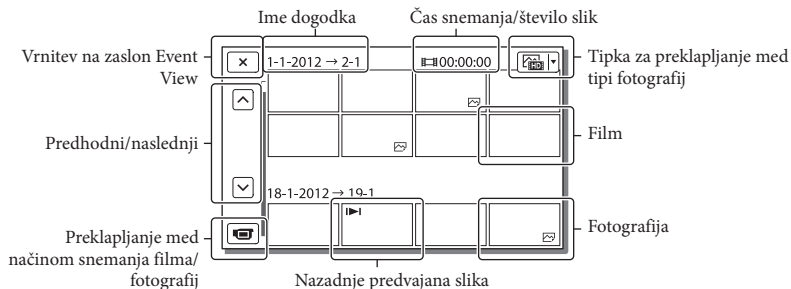 Ime dogodka
Čas snemanja/število slik
Vrnitev na zaslon Event
View
1-1-2012 → 2-1
00:00:00
HD
Tipka za preklapljanje med
tipi fotografij
Predhodni/naslednji
Film
18-1-2012 → 19-1
Preklapljanje med
načinom snemanja filma/
fotografij
Nazadnje predvajana slika
Fotografija